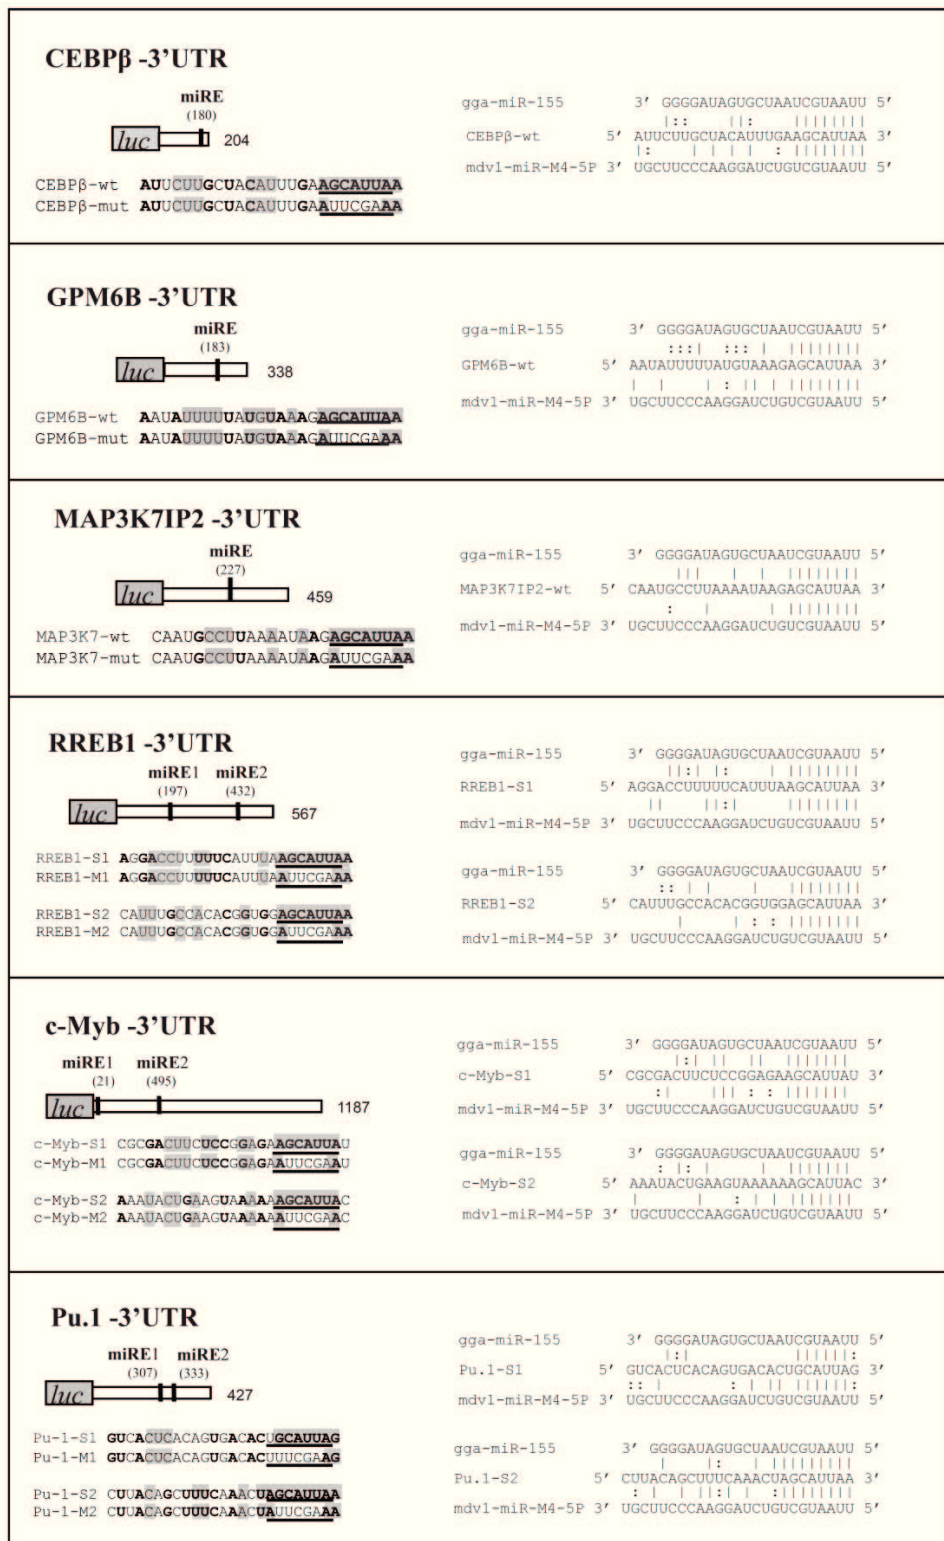 CEBPβ -3'UTR
miRE
(180)
luc 204
CEBPβ-wt AUUCUUGCUACAUUUGAAGCAUUAA
CEBPβ-mut AUUCUUGCUACAUUUGAAUUCGAAA
gga-miR-155 3' GGGGAUAGUGCUAAUCGUAAUU 5'
CEBPβ-wt 5' AUUCUUGCUACAUUUGAAGCAUUAA 3'
mdv1-miR-M4-5P 3' UGCUUCCCAAGGAUCUGUCGUAAUU 5'
GPM6B -3'UTR
miRE
(183)
luc 338
GPM6B-wt AAUAUUUUUAUGUAAAGAGCAUUAA
GPM6B-mut AAUAUUUUUAUGUAAAGAUUCGAAA
gga-miR-155 3' GGGGAUAGUGCUAAUCGUAAUU 5'
GPM6B-wt 5' AAUAUUUUUAUGUAAAGAGCAUUAA 3'
mdv1-miR-M4-5P 3' UGCUUCCCAAGGAUCUGUCGUAAUU 5'
MAP3K7IP2 -3'UTR
miRE
(227)
luc 459
MAP3K7-wt CAAUGCCUUAAAAUAAGAGCAUUAA
MAP3K7-mut CAAUGCCUUAAAAUAAGAUUCGAAA
gga-miR-155 3' GGGGAUAGUGCUAAUCGUAAUU 5'
MAP3K7IP2-wt 5' CAAUGCCUUAAAAUAAGAGCAUUAA 3'
mdv1-miR-M4-5P 3' UGCUUCCCAAGGAUCUGUCGUAAUU 5'
RREB1 -3'UTR
miRE1 miRE2
(197) (432)
luc 567
RREB1-S1 AGGACCUUUUUCAUUUAAGCAUUAA
RREB1-M1 AGGACCUUUUUCAUUUAAUUCGAAA
RREB1-S2 CAUUUGCCACACGGUGGAGCAUUAA
RREB1-M2 CAUUUGCCACACGGUGGAUUCGAAA
gga-miR-155 3' GGGGAUAGUGCUAAUCGUAAUU 5'
RREB1-S1 5' AGGACCUUUUUCAUUUAAGCAUUAA 3'
mdv1-miR-M4-5P 3' UGCUUCCCAAGGAUCUGUCGUAAUU 5'
gga-miR-155 3' GGGGAUAGUGCUAAUCGUAAUU 5'
RREB1-S2 5' CAUUUGCCACACGGUGGAGCAUUAA 3'
mdv1-miR-M4-5P 3' UGCUUCCCAAGGAUCUGUCGUAAUU 5'
c-Myb -3'UTR
miRE1 miRE2
(21) (495)
luc 1187
c-Myb-S1 CGCGACUUCUCCGGAGAAGCAUUAU
c-Myb-M1 CGCGACUUCUCCGGAGAAUUCGAAU
c-Myb-S2 AAAUACUGAAGUAAAAAAGCAUUAC
c-Myb-M2 AAAUACUGAAGUAAAAAAUUCGAAC
gga-miR-155 3' GGGGAUAGUGCUAAUCGUAAUU 5'
c-Myb-S1 5' CGCGACUUCUCCGGAGAAGCAUUAU 3'
mdv1-miR-M4-5P 3' UGCUUCCCAAGGAUCUGUCGUAAUU 5'
gga-miR-155 3' GGGGAUAGUGCUAAUCGUAAUU 5'
c-Myb-S2 5' AAAUACUGAAGUAAAAAAGCAUUAC 3'
mdv1-miR-M4-5P 3' UGCUUCCCAAGGAUCUGUCGUAAUU 5'
Pu.1 -3'UTR
miRE1 miRE2
(307) (333)
luc 427
Pu-1-S1 GUCACUCACAGUGACACUGCAUUAG
Pu-1-M1 GUCACUCACAGUGACACUUUCGAAG
Pu-1-S2 CUUACAGCUUUCAAACUAGCAUUAA
Pu-1-M2 CUUACAGCUUUCAAACUAUUCGAAA
gga-miR-155 3' GGGGAUAGUGCUAAUCGUAAUU 5'
Pu.1-S1 5' GUCACUCACAGUGACACUGCAUUAG 3'
mdv1-miR-M4-5P 3' UGCUUCCCAAGGAUCUGUCGUAAUU 5'
gga-miR-155 3' GGGGAUAGUGCUAAUCGUAAUU 5'
Pu.1-S2 5' CUUACAGCUUUCAAACUAGCAUUAA 3'
mdv1-miR-M4-5P 3' UGCUUCCCAAGGAUCUGUCGUAAUU 5'